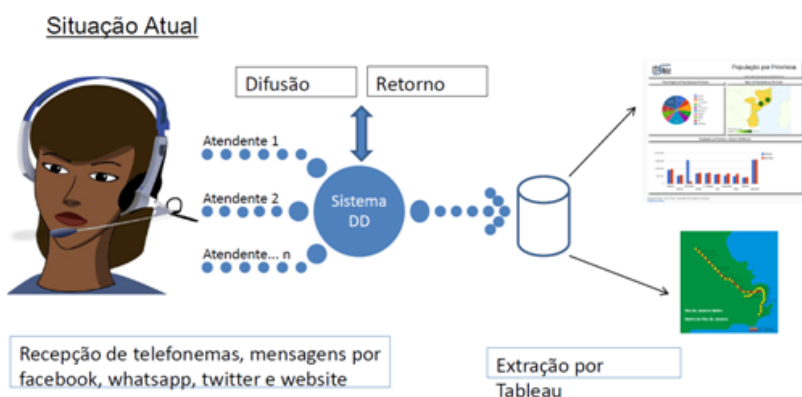 Situação Atual
Difusão
Retorno
Atendente 1
Atendente 2
Atendente... n
Sistema
DD
População por Província
Recepção de telefonemas, mensagens por
facebook, whatsapp, twitter e website
Extração por
Tableau